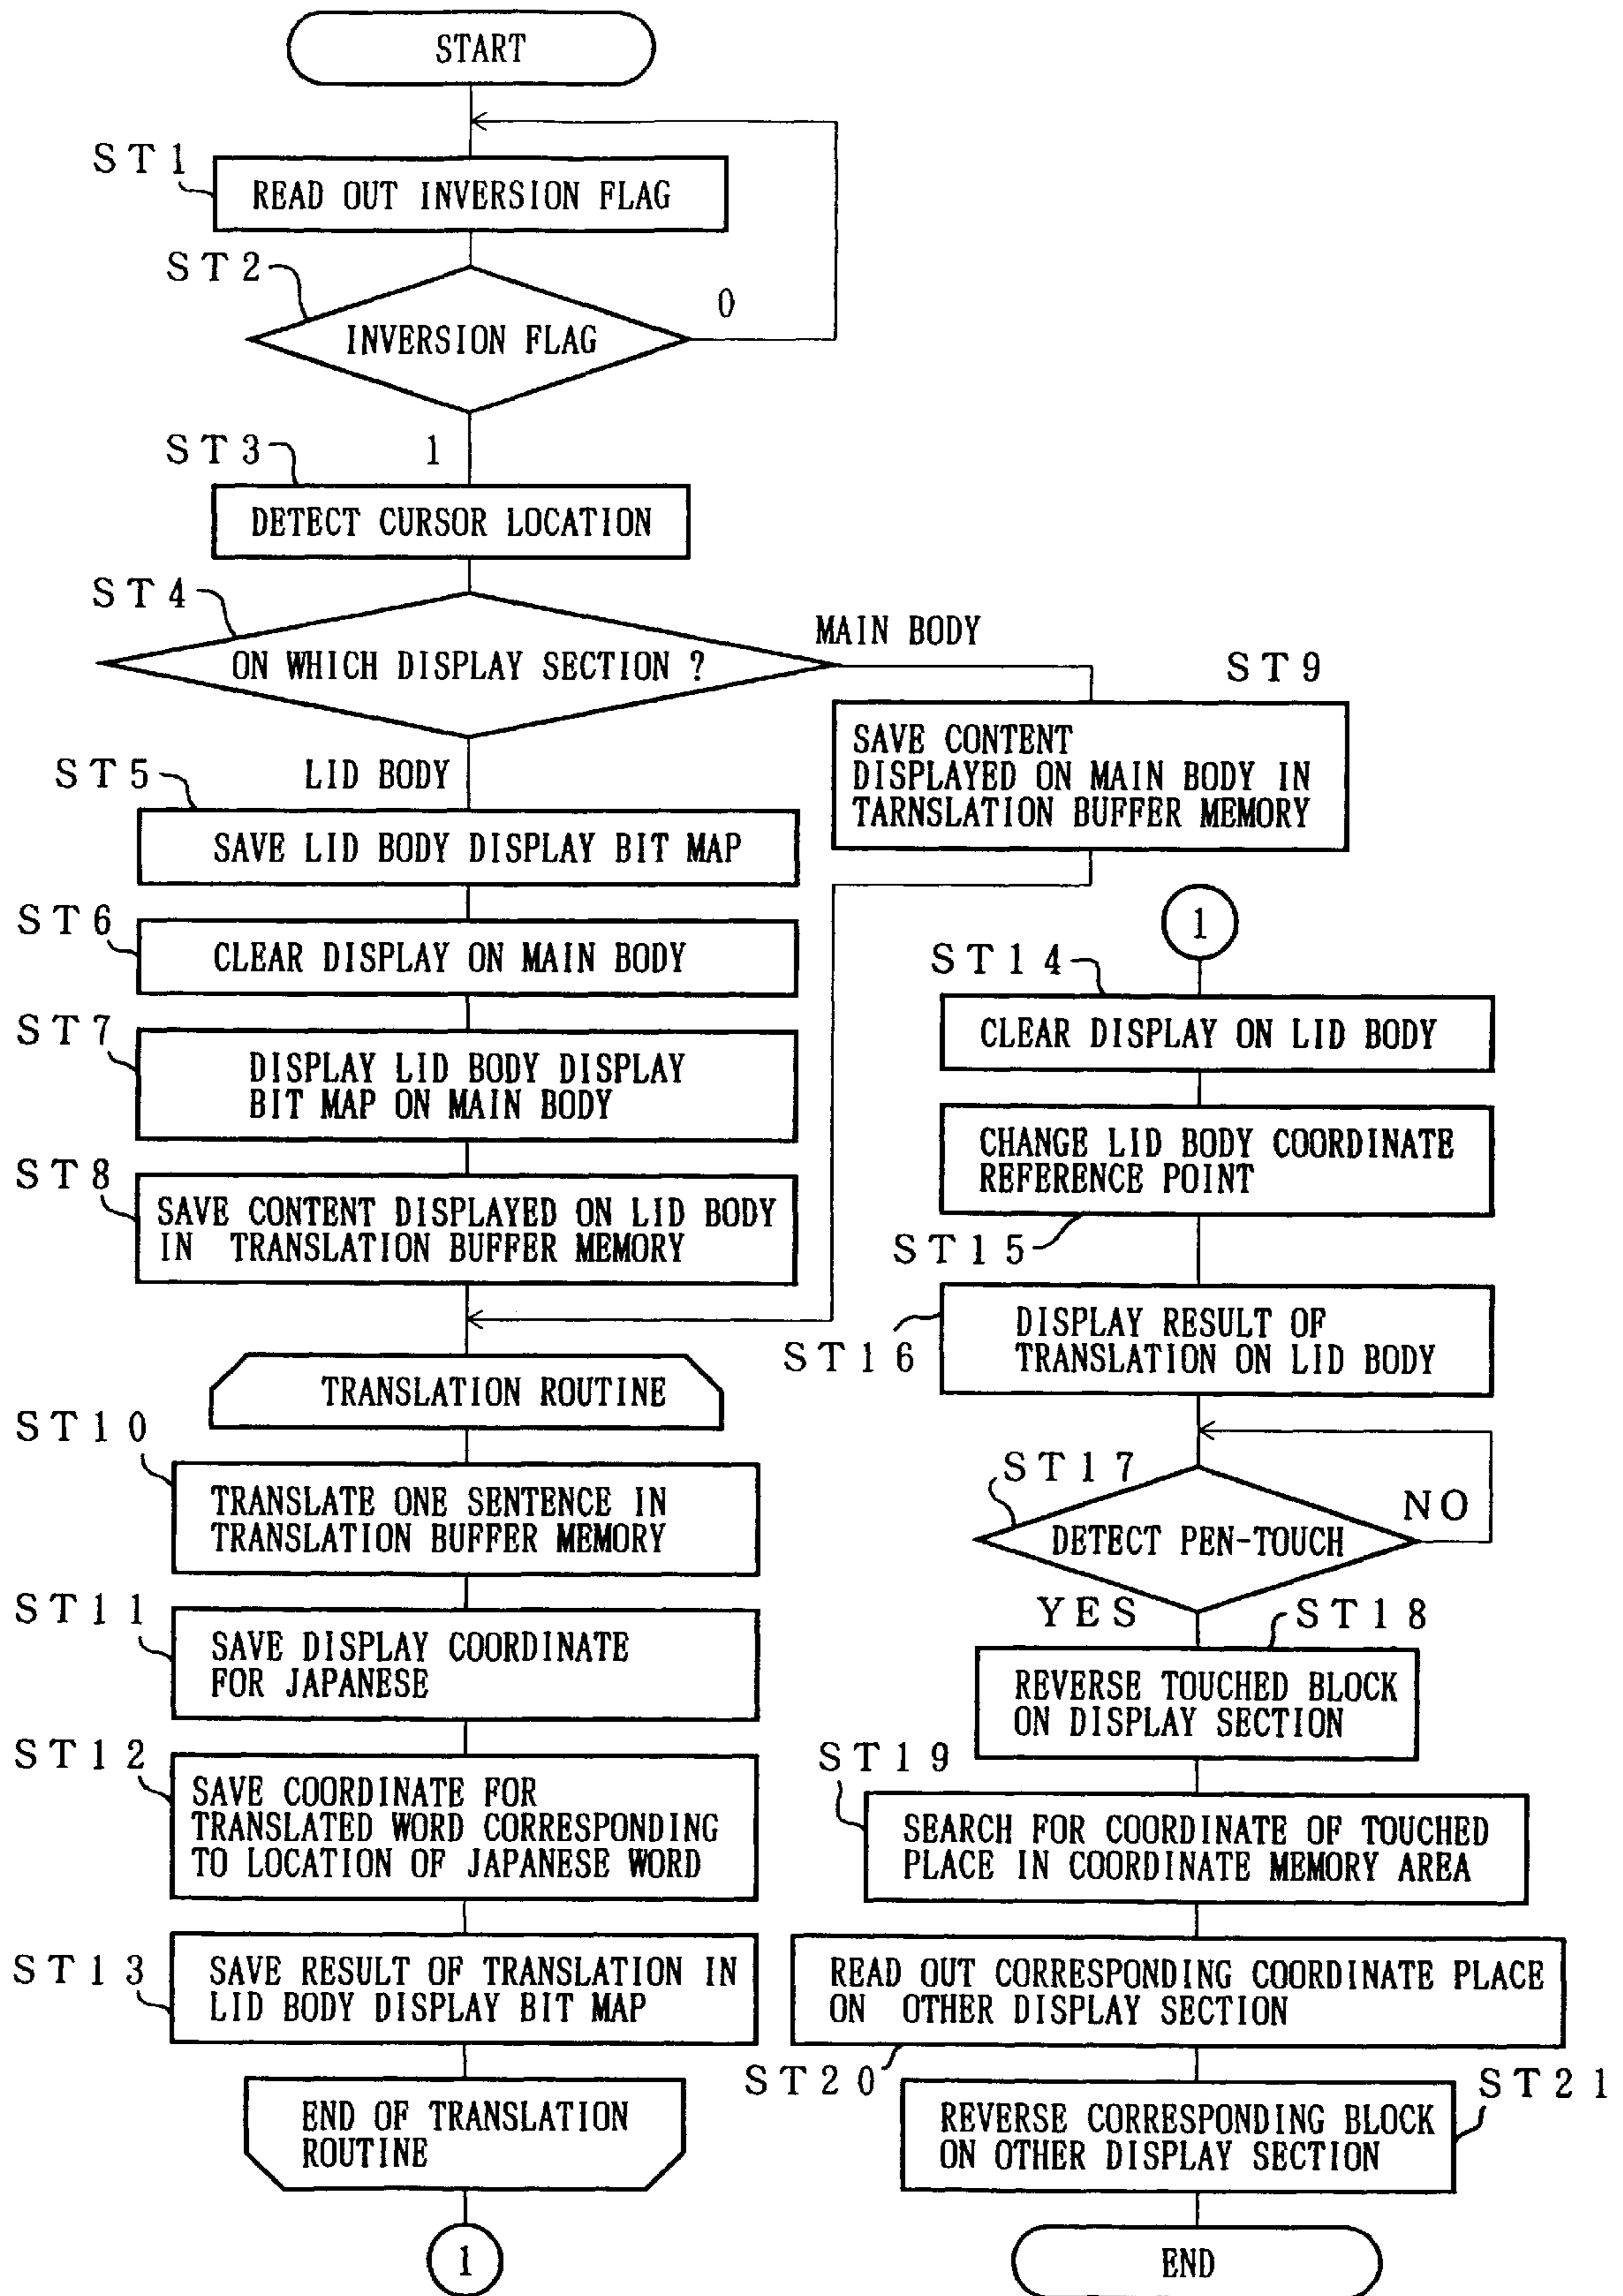 START
ST1
READ OUT INVERSION FLAG
ST2
INVERSION FLAG
0
1
ST3
DETECT CURSOR LOCATION
ST4
ON WHICH DISPLAY SECTION ?
MAIN BODY
LID BODY
ST5
SAVE LID BODY DISPLAY BIT MAP
ST6
CLEAR DISPLAY ON MAIN BODY
ST7
DISPLAY LID BODY DISPLAY
BIT MAP ON MAIN BODY
ST8
SAVE CONTENT DISPLAYED ON LID BODY
IN TRANSLATION BUFFER MEMORY
ST9
SAVE CONTENT
DISPLAYED ON MAIN BODY IN
TARNSLATION BUFFER MEMORY
TRANSLATION ROUTINE
ST10
TRANSLATE ONE SENTENCE IN
TRANSLATION BUFFER MEMORY
ST11
SAVE DISPLAY COORDINATE
FOR JAPANESE
ST12
SAVE COORDINATE FOR
TRANSLATED WORD CORRESPONDING
TO LOCATION OF JAPANESE WORD
ST13
SAVE RESULT OF TRANSLATION IN
LID BODY DISPLAY BIT MAP
END OF TRANSLATION
ROUTINE
1
1
ST14
CLEAR DISPLAY ON LID BODY
CHANGE LID BODY COORDINATE
REFERENCE POINT
ST15
DISPLAY RESULT OF
TRANSLATION ON LID BODY
ST16
ST17
DETECT PEN-TOUCH
NO
YES
ST18
REVERSE TOUCHED BLOCK
ON DISPLAY SECTION
ST19
SEARCH FOR COORDINATE OF TOUCHED
PLACE IN COORDINATE MEMORY AREA
READ OUT CORRESPONDING COORDINATE PLACE
ON OTHER DISPLAY SECTION
ST20
ST21
REVERSE CORRESPONDING BLOCK
ON OTHER DISPLAY SECTION
END